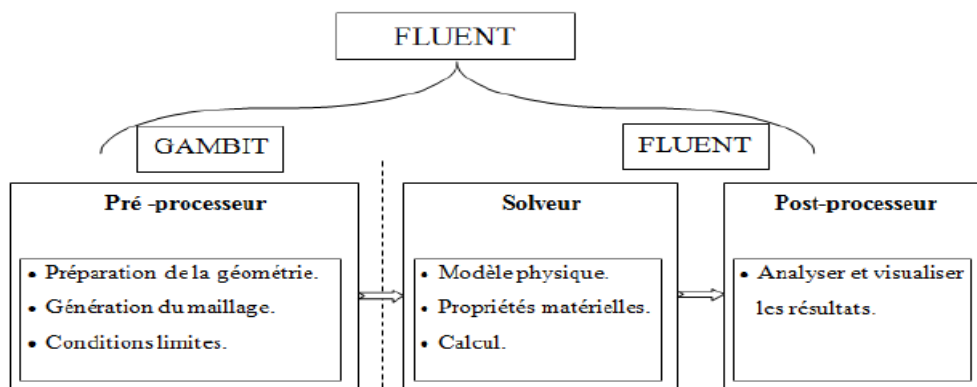 FLUENT
GAMBIT
FLUENT
Pré -processeur
• Préparation de la géométrie.
• Génération du maillage.
• Conditions limites.
Solveur
• Modèle physique.
• Propriétés matérielles.
• Calcul.
Post-processeur
• Analyser et visualiser
les résultats.